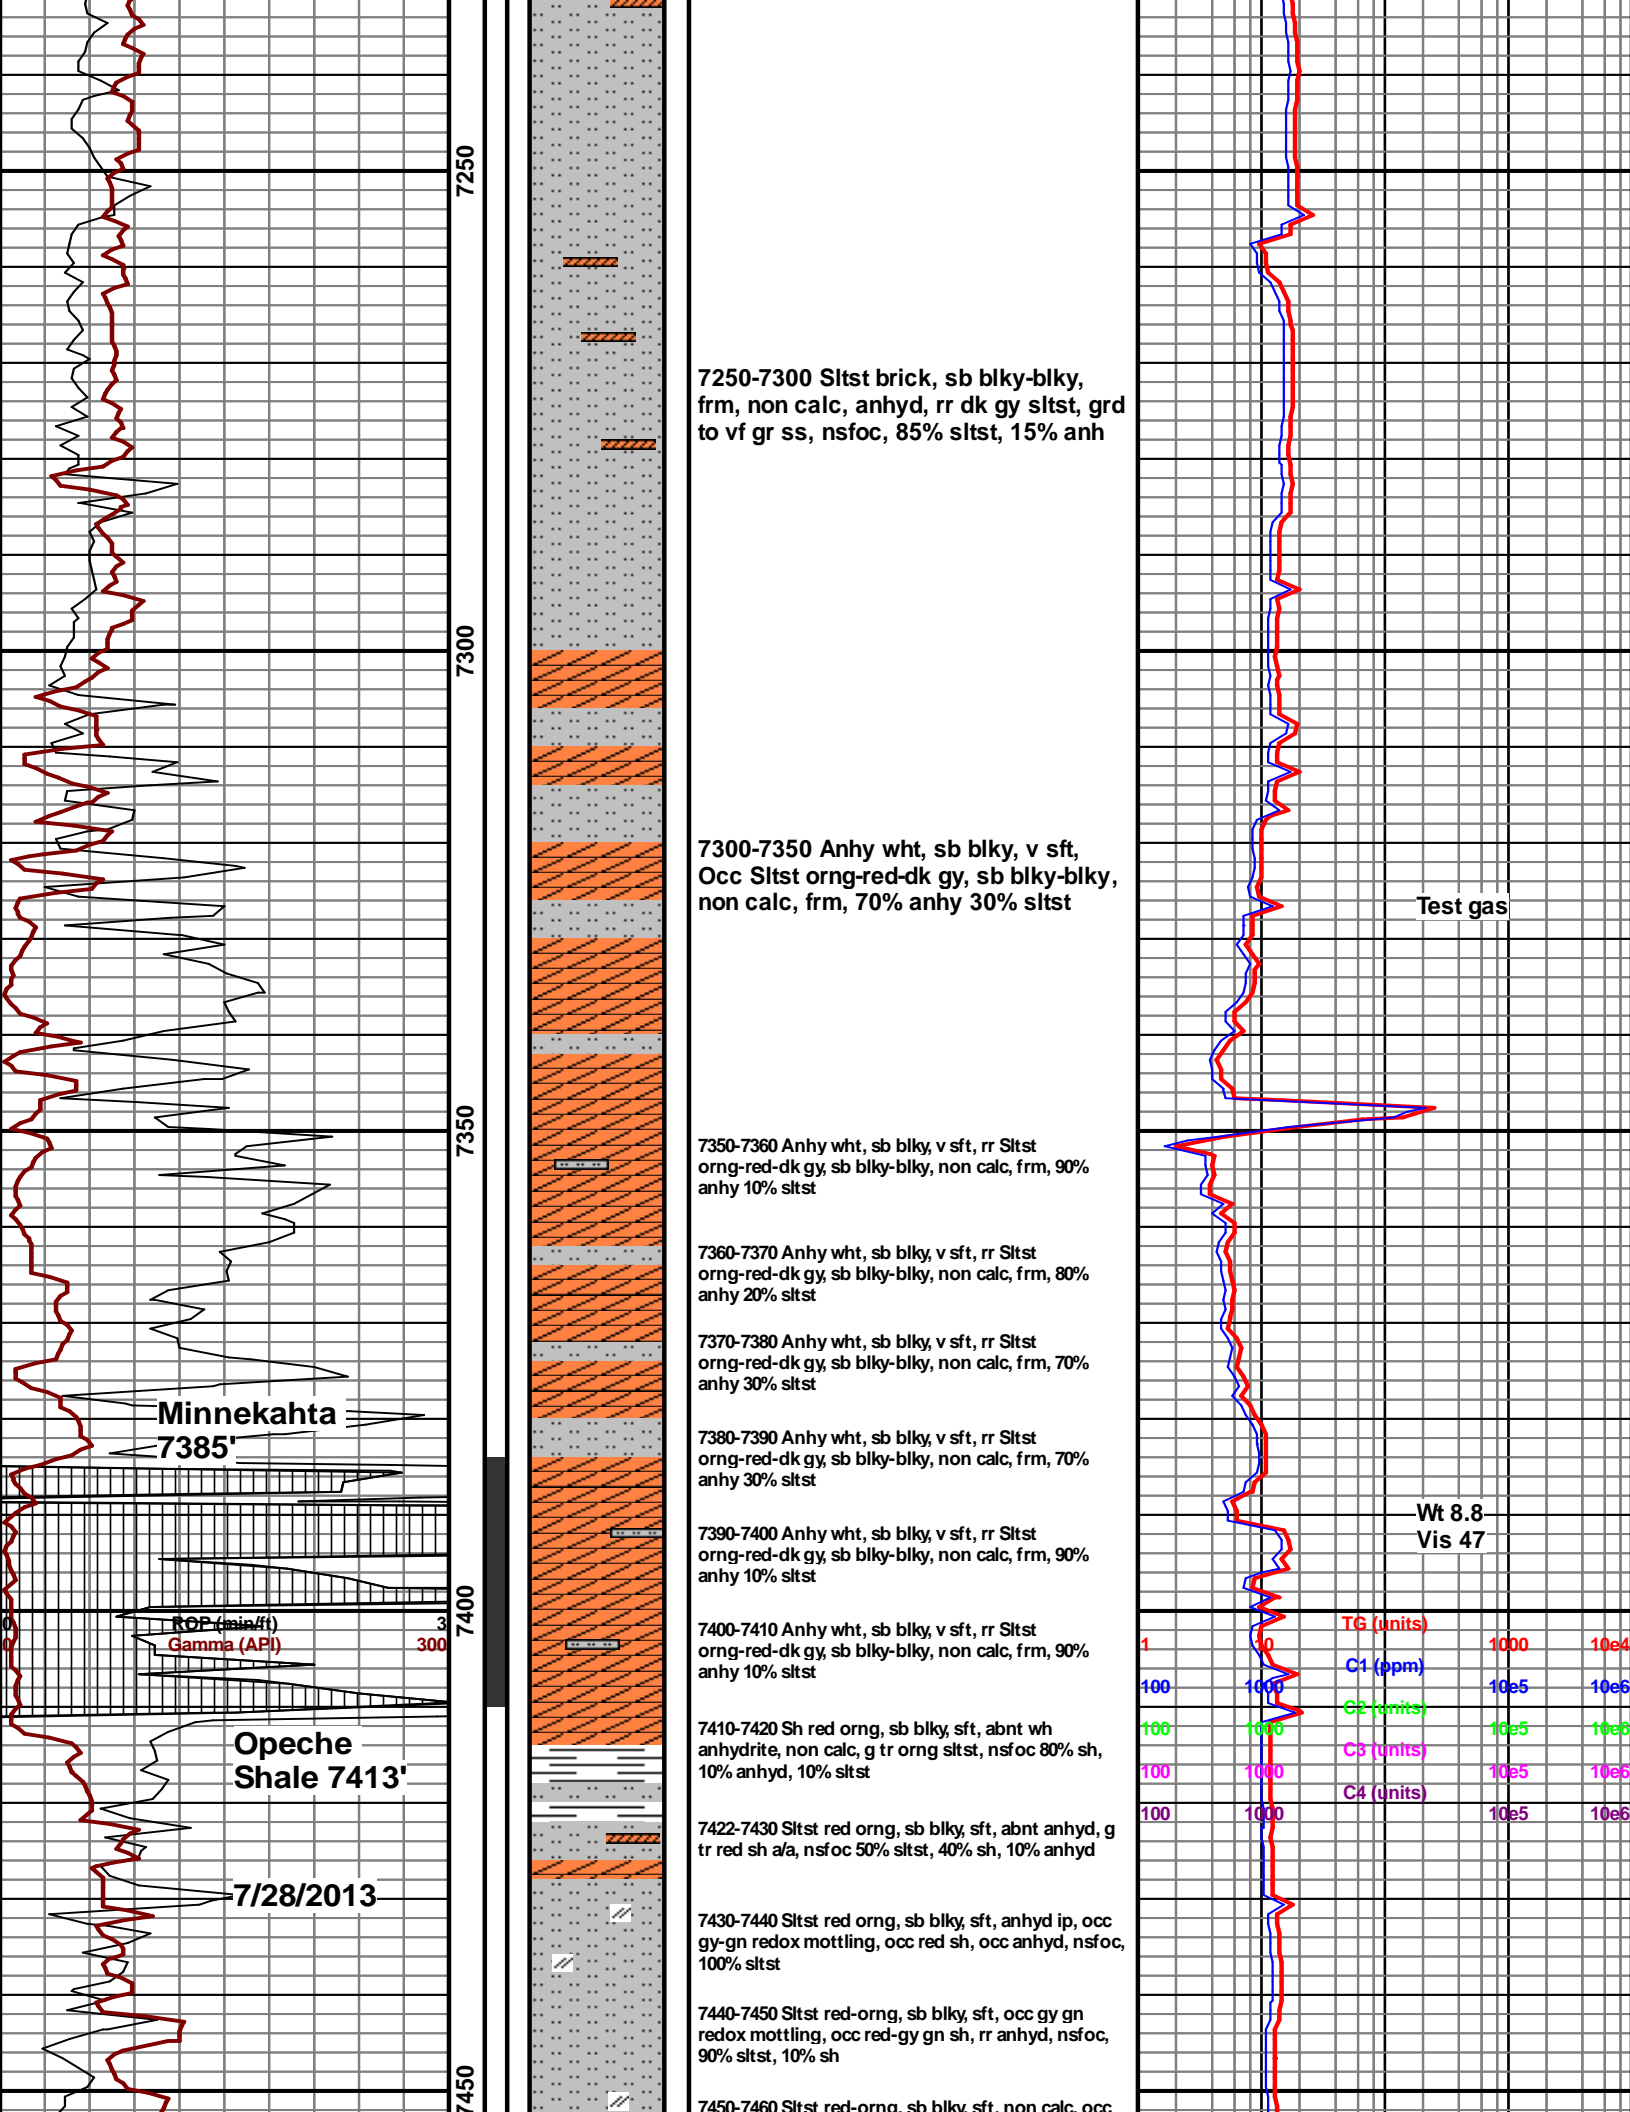 7250
7250-7300 Sltst brick, sb blky-blky,
frm, non calc, anhyd, rr dk gy sltst, grd
to vf gr ss, nsfoc, 85% sltst, 15% anh
7300
7300-7350 Anhy wht, sb blky, v sft,
Occ Sltst orng-red-dk gy, sb blky-blky,
non calc, frm, 70% anhy 30% sltst
Test gas
7350
7350-7360 Anhy wht, sb blky, v sft, rr Sltst
orng-red-dk gy, sb blky-blky, non calc, frm, 90%
anhy 10% sltst
7360-7370 Anhy wht, sb blky, v sft, rr Sltst
orng-red-dk gy, sb blky-blky, non calc, frm, 80%
anhy 20% sltst
7370-7380 Anhy wht, sb blky, v sft, rr Sltst
orng-red-dk gy, sb blky-blky, non calc, frm, 70%
anhy 30% sltst
Minnekahta
7385'
7380-7390 Anhy wht, sb blky, v sft, rr Sltst
orng-red-dk gy, sb blky-blky, non calc, frm, 70%
anhy 30% sltst
7390-7400 Anhy wht, sb blky, v sft, rr Sltst
orng-red-dk gy, sb blky-blky, non calc, frm, 90%
anhy 10% sltst
Wt 8.8
Vis 47
7400
0 ROP (min/ft) 3
0 Gamma (API) 300
7400-7410 Anhy wht, sb blky, v sft, rr Sltst
orng-red-dk gy, sb blky-blky, non calc, frm, 90%
anhy 10% sltst
TG (units)
1 10 1000 10e4
C1 (ppm)
100 1000 10e5 10e6
C2 (units)
100 1000 10e5 10e6
C3 (units)
100 1000 10e5 10e6
C4 (units)
100 1000 10e5 10e6
Opeche
Shale 7413'
7410-7420 Sh red orng, sb blky, sft, abnt wh
anhydrite, non calc, g tr orng sltst, nsfoc 80% sh,
10% anhyd, 10% sltst
7422-7430 Sltst red orng, sb blky, sft, abnt anhyd, g
tr red sh a/a, nsfoc 50% sltst, 40% sh, 10% anhyd
7/28/2013
7430-7440 Sltst red orng, sb blky, sft, anhyd ip, occ
gy-gn redox mottling, occ red sh, occ anhyd, nsfoc,
100% sltst
7440-7450 Sltst red-orng, sb blky, sft, occ gy gn
redox mottling, occ red-gy gn sh, rr anhyd, nsfoc,
90% sltst, 10% sh
7450
7450-7460 Sltst red-orng, sb blky, sft, non calc, occ